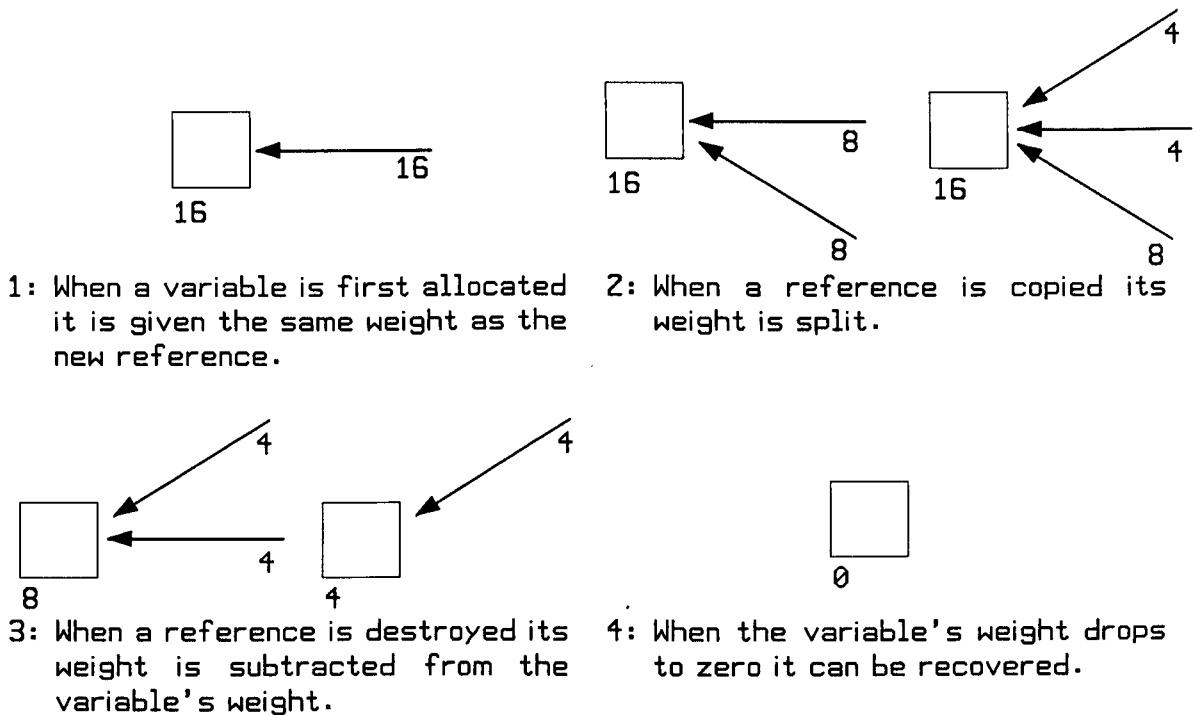 16
16
8
16
8
4
4
16
8
1: When a variable is first allocated
it is given the same weight as the
new reference.
2: When a reference is copied its
weight is split.
4
4
8
4
4
0
3: When a reference is destroyed its
weight is subtracted from the
variable's weight.
4: When the variable's weight drops
to zero it can be recovered.